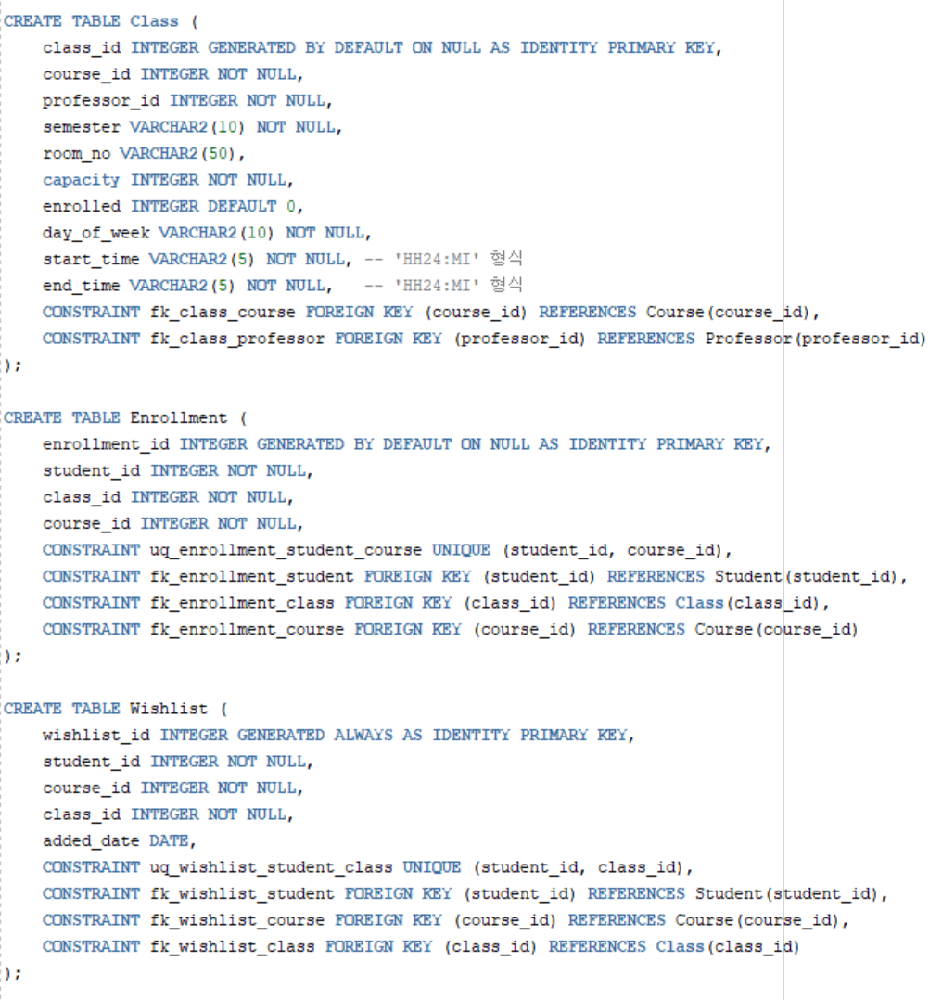 CREATE TABLE Class (
    class_id INTEGER GENERATED BY DEFAULT ON NULL AS IDENTITY PRIMARY KEY,
    course_id INTEGER NOT NULL,
    professor_id INTEGER NOT NULL,
    semester VARCHAR2(10) NOT NULL,
    room_no VARCHAR2(50),
    capacity INTEGER NOT NULL,
    enrolled INTEGER DEFAULT 0,
    day_of_week VARCHAR2(10) NOT NULL,
    start_time VARCHAR2(5) NOT NULL, -- 'HH24:MI' 형식
    end_time VARCHAR2(5) NOT NULL,   -- 'HH24:MI' 형식
    CONSTRAINT fk_class_course FOREIGN KEY (course_id) REFERENCES Course(course_id),
    CONSTRAINT fk_class_professor FOREIGN KEY (professor_id) REFERENCES Professor(professor_id)
);

CREATE TABLE Enrollment (
    enrollment_id INTEGER GENERATED BY DEFAULT ON NULL AS IDENTITY PRIMARY KEY,
    student_id INTEGER NOT NULL,
    class_id INTEGER NOT NULL,
    course_id INTEGER NOT NULL,
    CONSTRAINT uq_enrollment_student_course UNIQUE (student_id, course_id),
    CONSTRAINT fk_enrollment_student FOREIGN KEY (student_id) REFERENCES Student(student_id),
    CONSTRAINT fk_enrollment_class FOREIGN KEY (class_id) REFERENCES Class(class_id),
    CONSTRAINT fk_enrollment_course FOREIGN KEY (course_id) REFERENCES Course(course_id)
);

CREATE TABLE Wishlist (
    wishlist_id INTEGER GENERATED ALWAYS AS IDENTITY PRIMARY KEY,
    student_id INTEGER NOT NULL,
    course_id INTEGER NOT NULL,
    class_id INTEGER NOT NULL,
    added_date DATE,
    CONSTRAINT uq_wishlist_student_class UNIQUE (student_id, class_id),
    CONSTRAINT fk_wishlist_student FOREIGN KEY (student_id) REFERENCES Student(student_id),
    CONSTRAINT fk_wishlist_course FOREIGN KEY (course_id) REFERENCES Course(course_id),
    CONSTRAINT fk_wishlist_class FOREIGN KEY (class_id) REFERENCES Class(class_id)
);